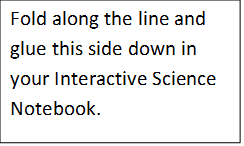 Fold along the line and
glue this side down in
your Interactive Science
Notebook.